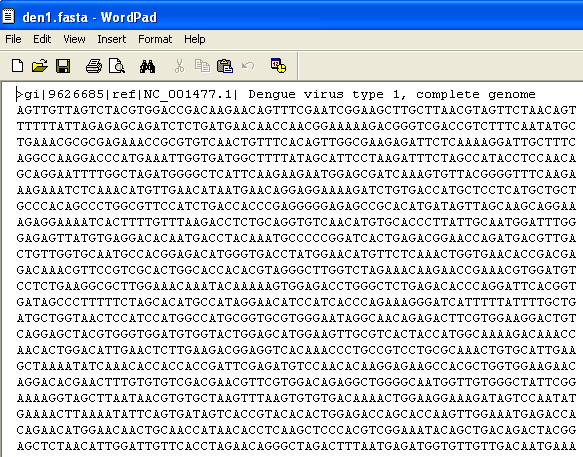 den1.fasta - WordPad
File Edit View Insert Format Help
>gi|9626685|ref|NC_001477.1| Dengue virus type 1, complete genome
AGTTGTTAGTCTACGTGGACCGACAAGAACAGTTTCGAATCGGAAGCTTGCTTAACGTAGTTCTAACAGT
TTTTTATTAGAGAGCAGATCTCTGATGAACAACCAACGGAAAAAGACGGGTCGACCGTCTTTCAATATGC
TGAAACGCGCGAGAAACCGCGTGTCAACTGTTTCACAGTTGGCGAAGAGATTCTCAAAAGGATTGCTTTC
AGGCCAAGGACCCATGAAATTGGTGATGGCTTTTATAGCATTCCTAAGATTTCTAGCCATACCTCCAACA
GCAGGAATTTTGGCTAGATGGGGCTCATTCAAGAAGAATGGAGCGATCAAAGTGTTACGGGGTTTCAAGA
AAGAAATCTCAAACATGTTGAACATAATGAACAGGAGGAAAAGATCTGTGACCATGCTCCTCATGCTGCT
GCCCACAGCCCTGGCGTTCCATCTGACCACCCGAGGGGGAGAGCCGCACATGATAGTTAGCAAGCAGGAA
AGAGGAAAATCACTTTTGTTTAAGACCTCTGCAGGTGTCAACATGTGCACCCTTATTGCAATGGATTTGG
GAGAGTTATGTGAGGACACAATGACCTACAAATGCCCCCGGATCACTGAGACGGAACCAGATGACGTTGA
CTGTTGGTGCAATGCCACGGAGACATGGGTGACCTATGGAACATGTTCTCAAACTGGTGAACACCGACGA
GACAAACGTTCCGTCGCACTGGCACCACACGTAGGGCTTGGTCTAGAAACAAGAACCGAAACGTGGATGT
CCTCTGAAGGCGCTTGGAAACAAATACAAAAAGTGGAGACCTGGGCTCTGAGACACCCAGGATTCACGGT
GATAGCCCTTTTTCTAGCACATGCCATAGGAACATCCATCACCCAGAAAGGGATCATTTTTATTTTGCTG
ATGCTGGTAACTCCATCCATGGCCATGCGGTGCGTGGGAATAGGCAACAGAGACTTCGTGGAAGGACTGT
CAGGAGCTACGTGGGTGGATGTGGTACTGGAGCATGGAAGTTGCGTCACTACCATGGCAAAAGACAAACC
AACACTGGACATTGAACTCTTGAAGACGGAGGTCACAAACCCTGCCGTCCTGCGCAAACTGTGCATTGAA
GCTAAAATATCAAACACCACCACCGATTCGAGATGTCCAACACAAGGAGAAGCCACGCTGGTGGAAGAAC
AGGACACGAACTTTGTGTGTCGACGAACGTTCGTGGACAGAGGCTGGGGCAATGGTTGTGGGCTATTCGG
AAAAGGTAGCTTAATAACGTGTGCTAAGTTTAAGTGTGTGACAAAACTGGAAGGAAAGATAGTCCAATAT
GAAAACTTAAAATATTCAGTGATAGTCACCGTACACACTGGAGACCAGCACCAAGTTGGAAATGAGACCA
CAGAACATGGAACAACTGCAACCATAACACCTCAAGCTCCCACGTCGGAAATACAGCTGACAGACTACGG
AGCTCTAACATTGGATTGTTCACCTAGAACAGGGCTAGACTTTAATGAGATGGTGTTGTTGACAATGAAA